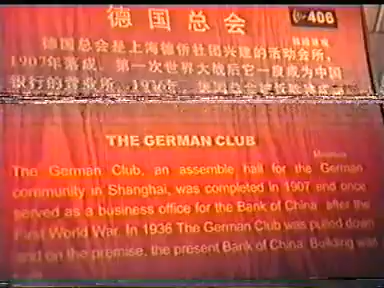 德国总会
406
德国总会是上海德侨社团兴建的活动会所，
1907年落成。第一次世界大战后它一度成为中国
银行的营业所。1936年，德国总会
THE GERMAN CLUB
The German Club, an assemble hall for the German
community in Shanghai, was completed in 1907 and once
served as a business office for the Bank of China after the
First World War. In 1936 The German Club was pulled down
and on the premise, the present Bank of China Building was